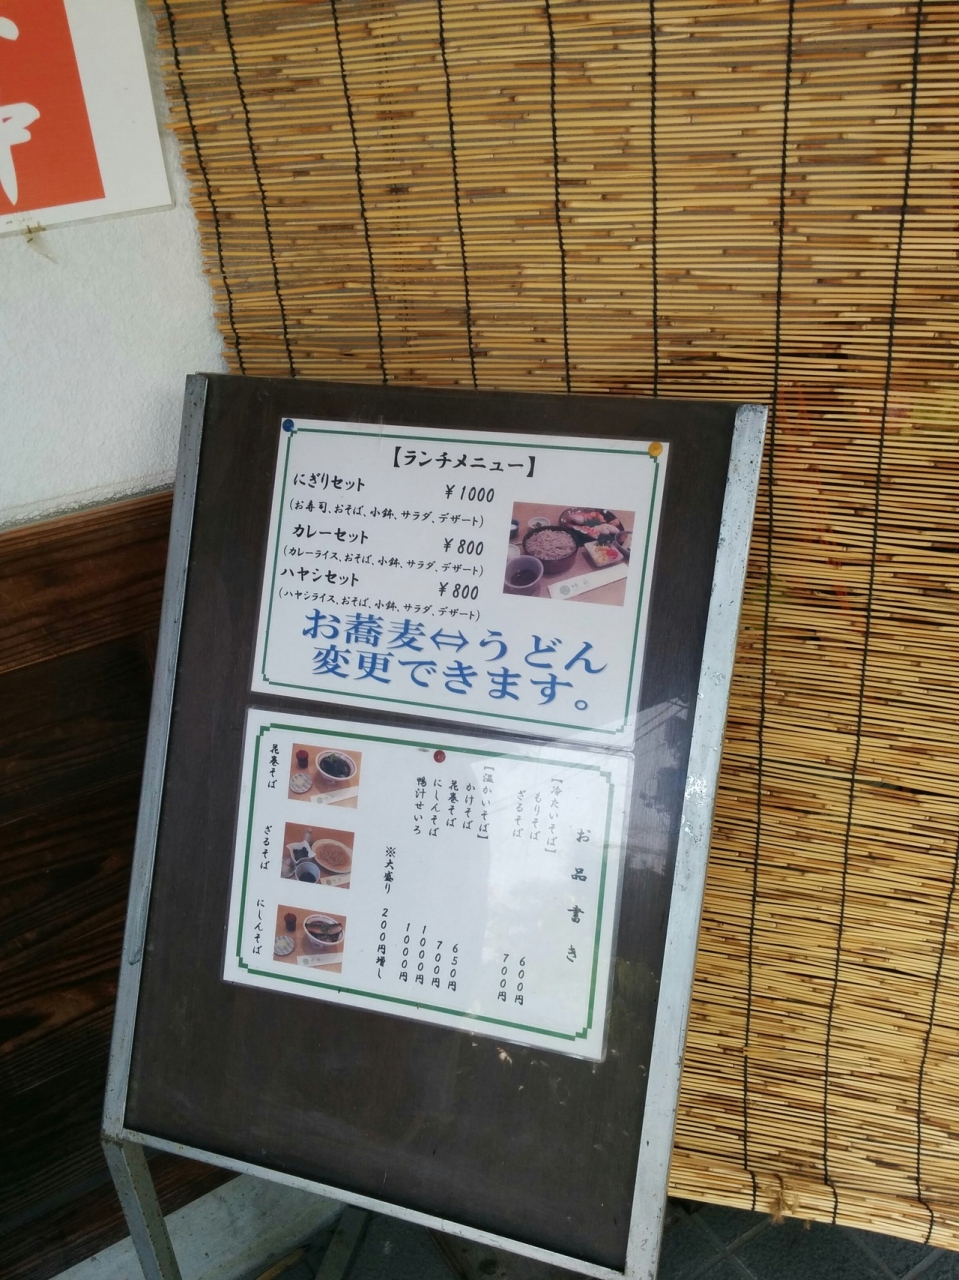 【ランチメニュー】
にぎりセット ￥1000
(お寿司、おそば、小鉢、サラダ、デザート)
カレーセット ￥800
(カレーライス、おそば、小鉢、サラダ、デザート)
ハヤシセット ￥800
(ハヤシライス、おそば、小鉢、サラダ、デザート)
お蕎麦⇔うどん
変更できます。
お品書き
【冷たいそば】
もりそば 600円
ざるそば 700円
【温かいそば】
かけそば 650円
花巻そば 700円
にしんそば 1000円
鴨汁せいろ 1000円
※大盛り 200円増し
花巻そば
ざるそば
にしんそば